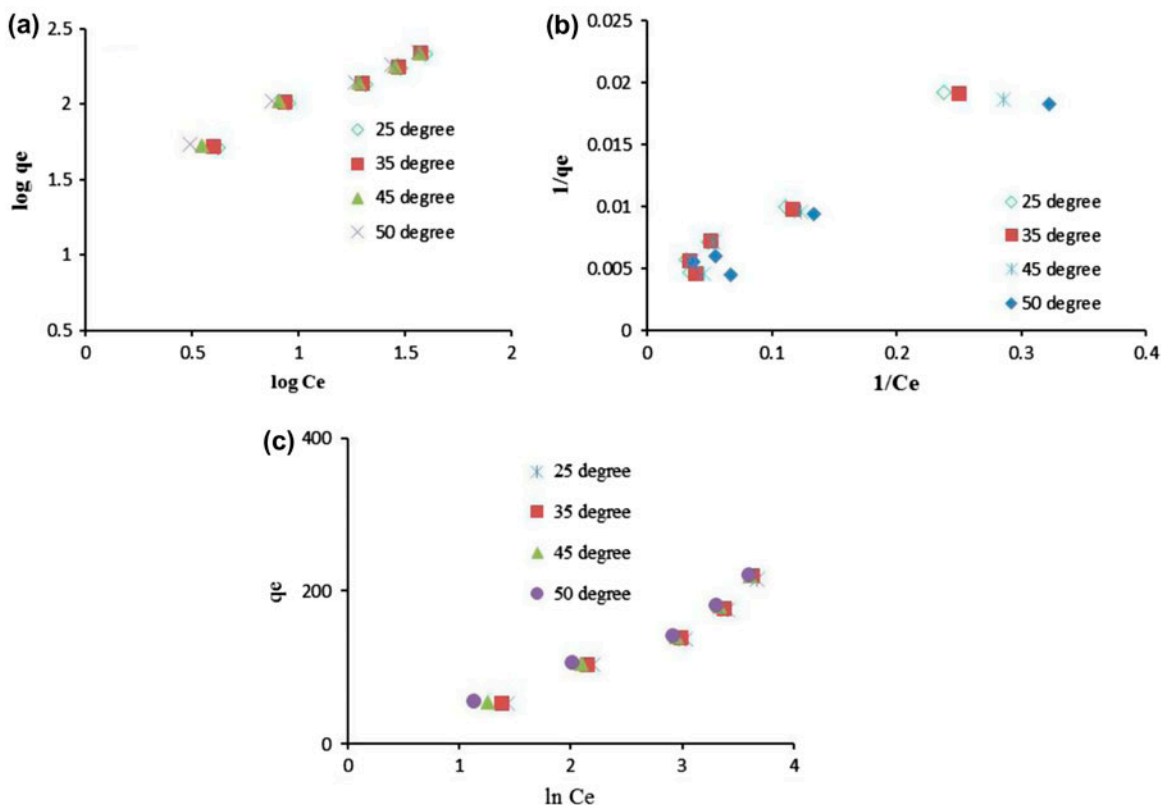 (a)
2.5
2
1.5
1
0.5
0 0.5 1 1.5 2
log qe
log Ce
25 degree
35 degree
45 degree
50 degree
(b)
0.025
0.02
0.015
0.01
0.005
0
0 0.1 0.2 0.3 0.4
1/qe
1/Ce
25 degree
35 degree
45 degree
50 degree
(c)
400
200
0
0 1 2 3 4
qe
ln Ce
25 degree
35 degree
45 degree
50 degree